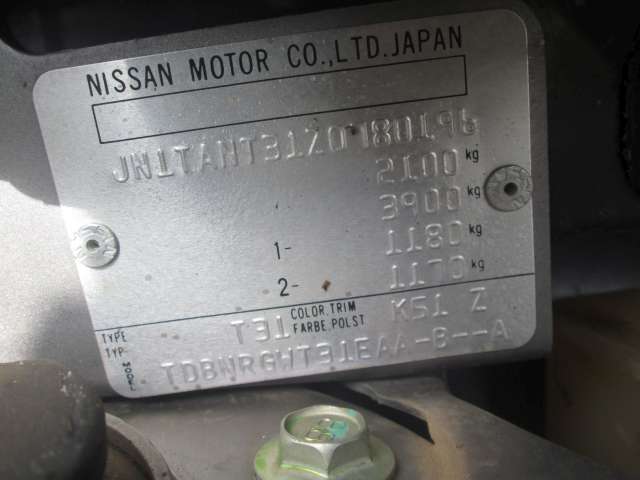 NISSAN MOTOR CO.,LTD.JAPAN
JN1TANT31Z0180196
2100 kg
3900 kg
1- 1180 kg
2- 1170 kg
TYPE TYP T31 COLOR,TRIM FARBE,POLST K51 Z
MODEL TDBNRGWT31EAA-B--A